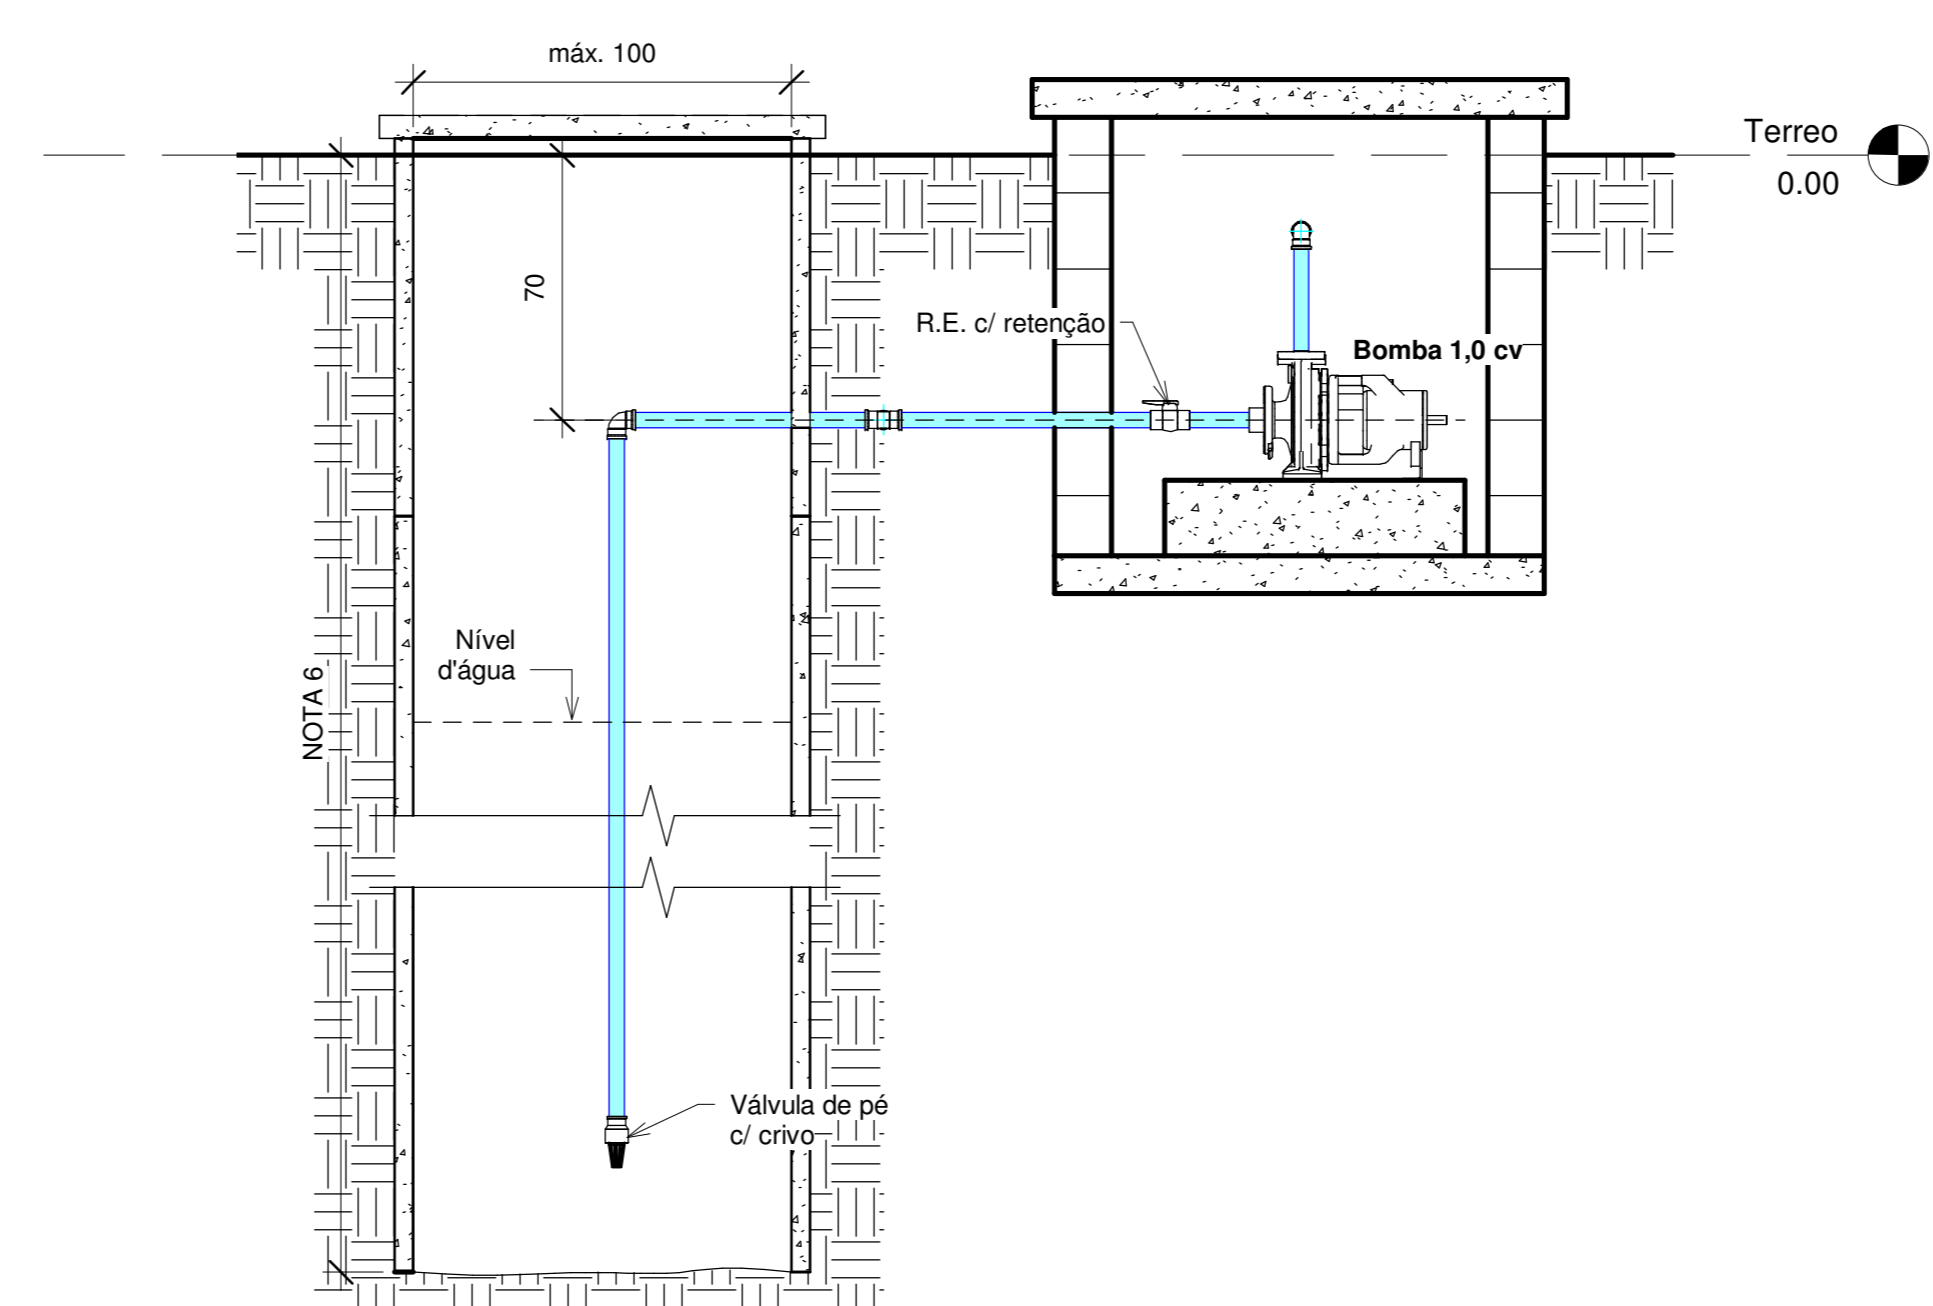 máx. 100
Terreo
0.00
70
R.E. c/ retenção
Bomba 1,0 cv
Nível
d'água
NOTA 6
Válvula de pé
c/ crivo